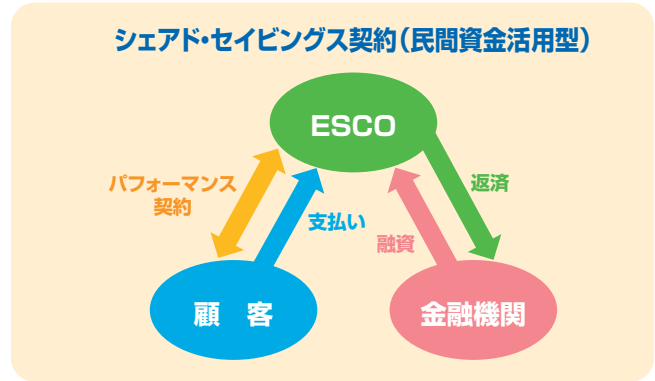 シェアド・セイビングス契約（民間資金活用型）
ESCO
パフォーマンス
契約
支払い
融資
返済
顧　客
金融機関